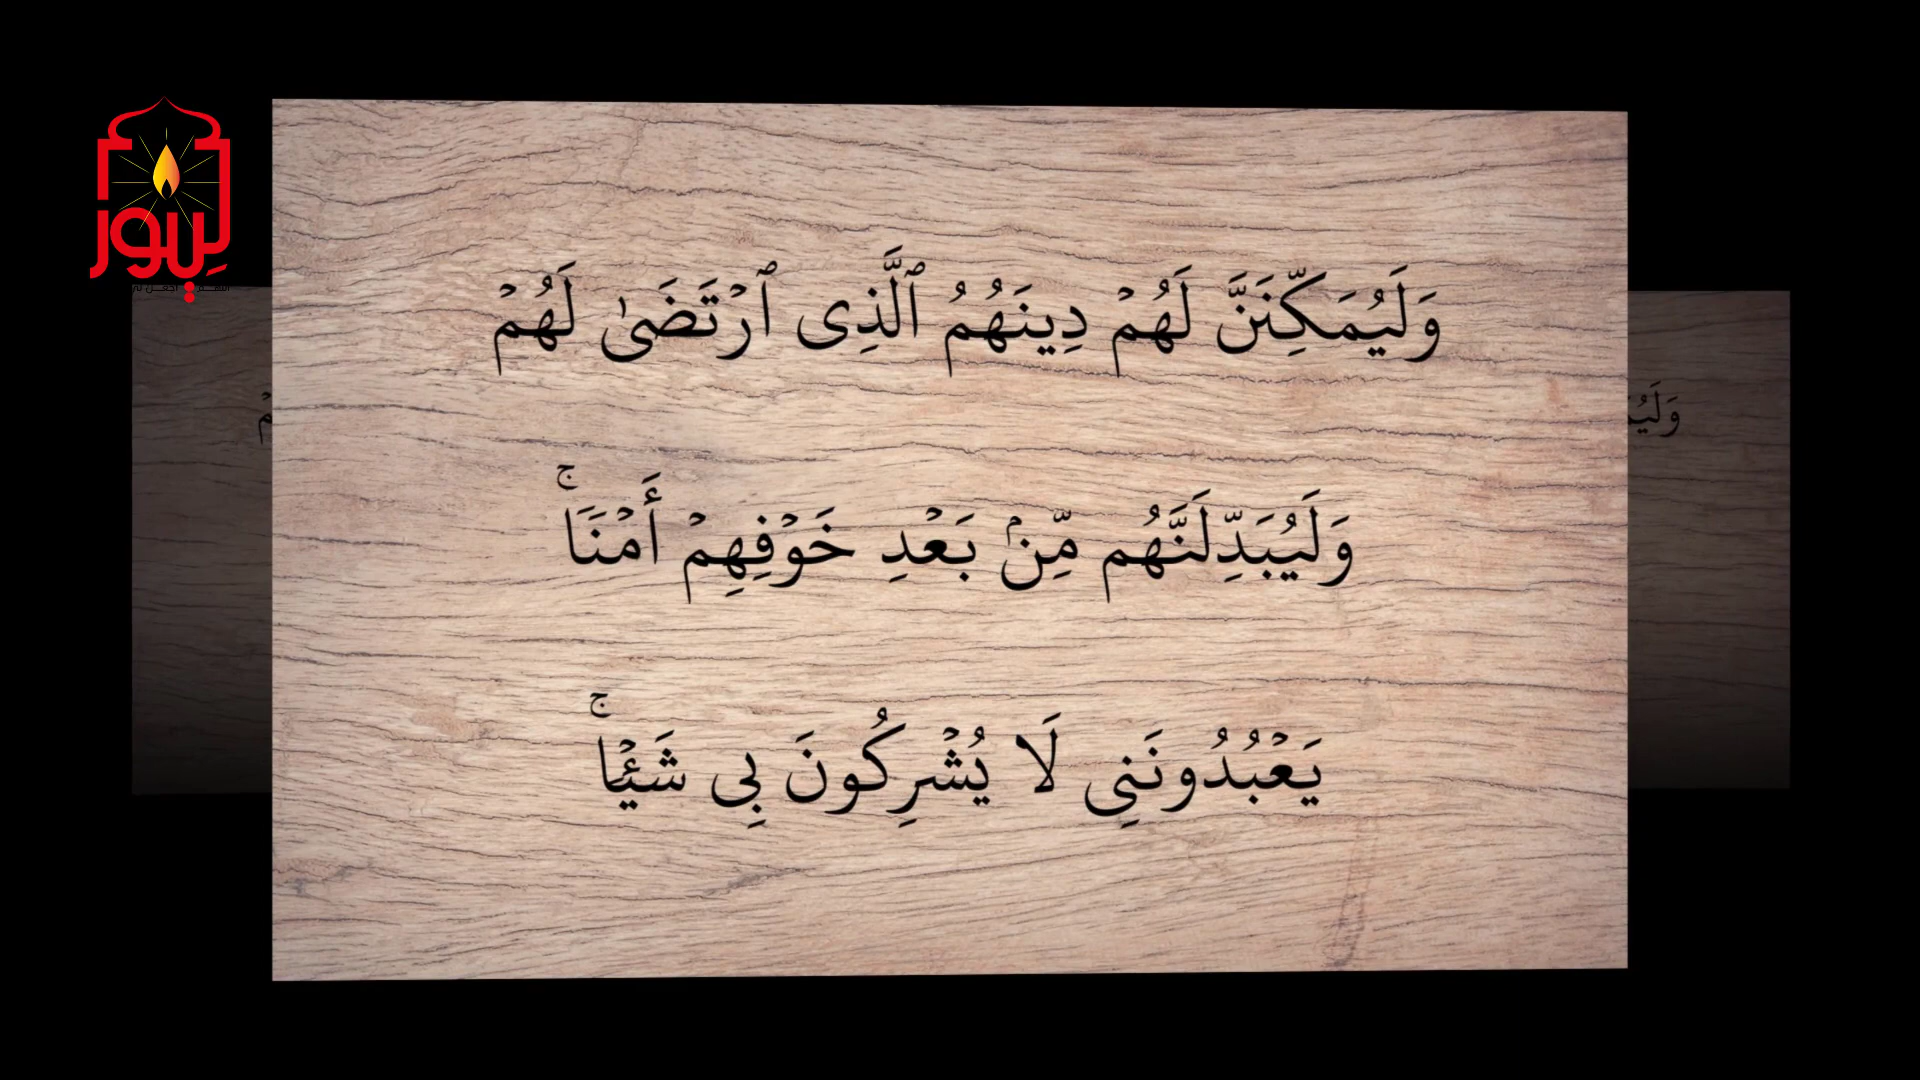 وَلَيُمَكِّنَنَّ لَهُمۡ دِينَهُمُ ٱلَّذِى ٱرۡتَضَىٰ لَهُمۡ
وَلَيُبَدِّلَنَّهُم مِّنۢ بَعۡدِ خَوۡفِهِمۡ أَمۡنَاۚ
يَعۡبُدُونَنِى لَا يُشۡرِكُونَ بِى شَيۡـَٔاۚ